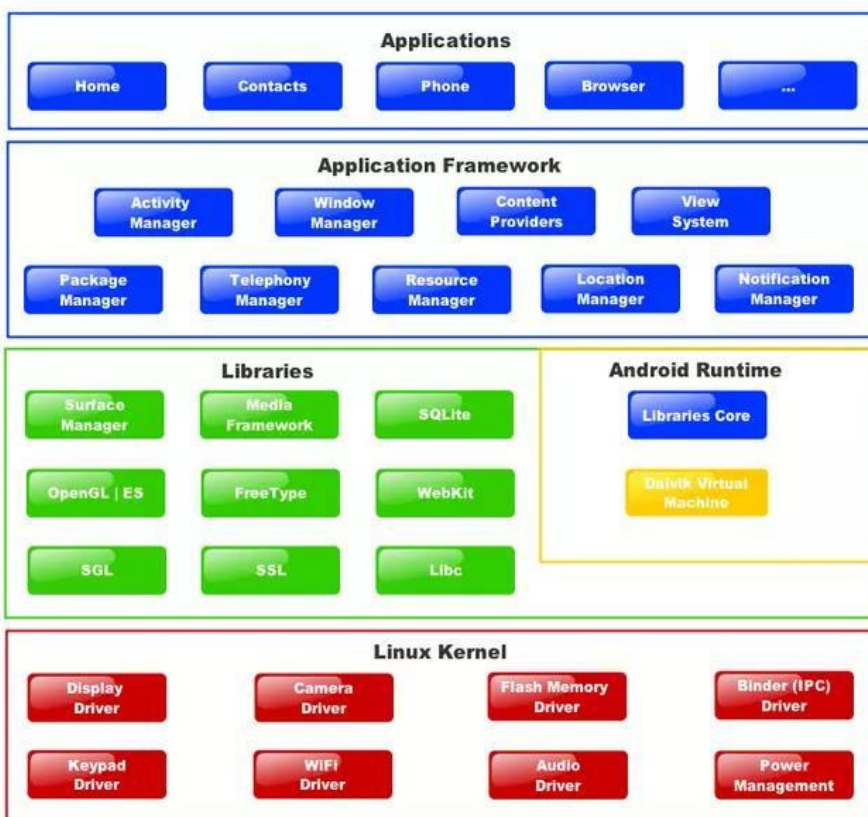 Applications
Home
Contacts
Phone
Browser
...
Application Framework
Activity
Manager
Window
Manager
Content
Providers
View
System
Package
Manager
Telephony
Manager
Resource
Manager
Location
Manager
Notification
Manager
Libraries
Surface
Manager
Media
Framework
SQLite
OpenGL | ES
FreeType
WebKit
SGL
SSL
Libc
Android Runtime
Libraries Core
Dalvik Virtual
Machine
Linux Kernel
Display
Driver
Camera
Driver
Flash Memory
Driver
Binder (IPC)
Driver
Keypad
Driver
WiFi
Driver
Audio
Driver
Power
Management